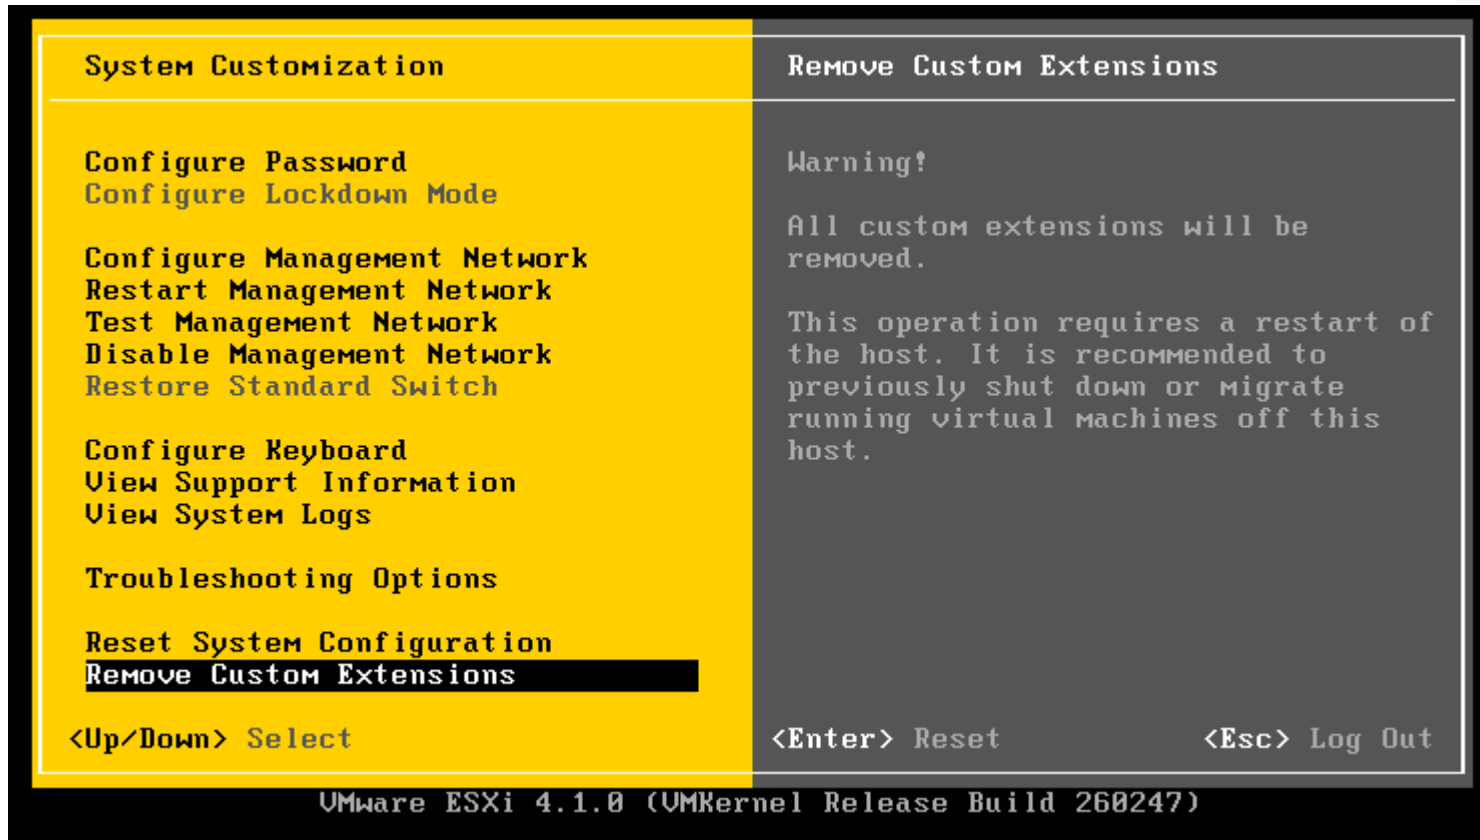 System Customization
Configure Password
Configure Lockdown Mode
Configure Management Network
Restart Management Network
Test Management Network
Disable Management Network
Restore Standard Switch
Configure Keyboard
View Support Information
View System Logs
Troubleshooting Options
Reset System Configuration
Remove Custom Extensions
<Up/Down> Select
Remove Custom Extensions
Warning!
All custom extensions will be
removed.
This operation requires a restart of
the host. It is recommended to
previously shut down or migrate
running virtual machines off this
host.
<Enter> Reset <Esc> Log Out
VMware ESXi 4.1.0 (VMKernel Release Build 260247)